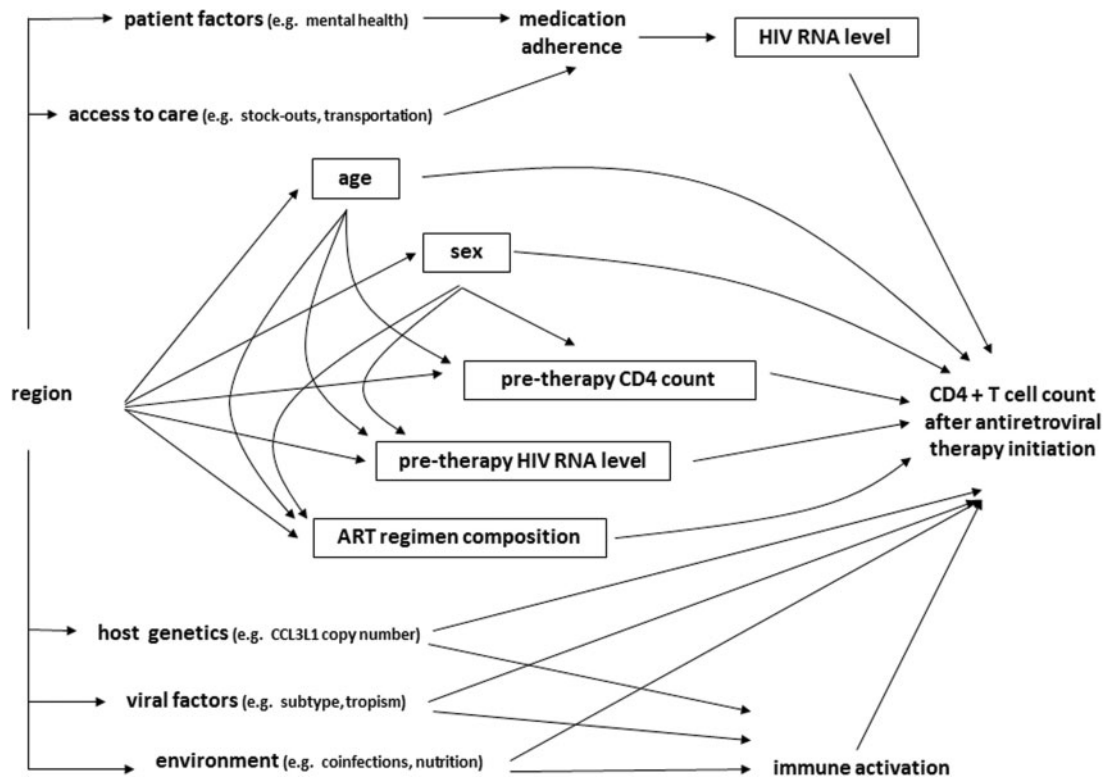 patient factors (e.g. mental health)
medication
adherence
HIV RNA level
access to care (e.g. stock-outs, transportation)
age
sex
region
pre-therapy CD4 count
CD4 + T cell count
after antiretroviral
therapy initiation
pre-therapy HIV RNA level
ART regimen composition
host genetics (e.g. CCL3L1 copy number)
viral factors (e.g. subtype, tropism)
environment (e.g. coinfections, nutrition)
immune activation